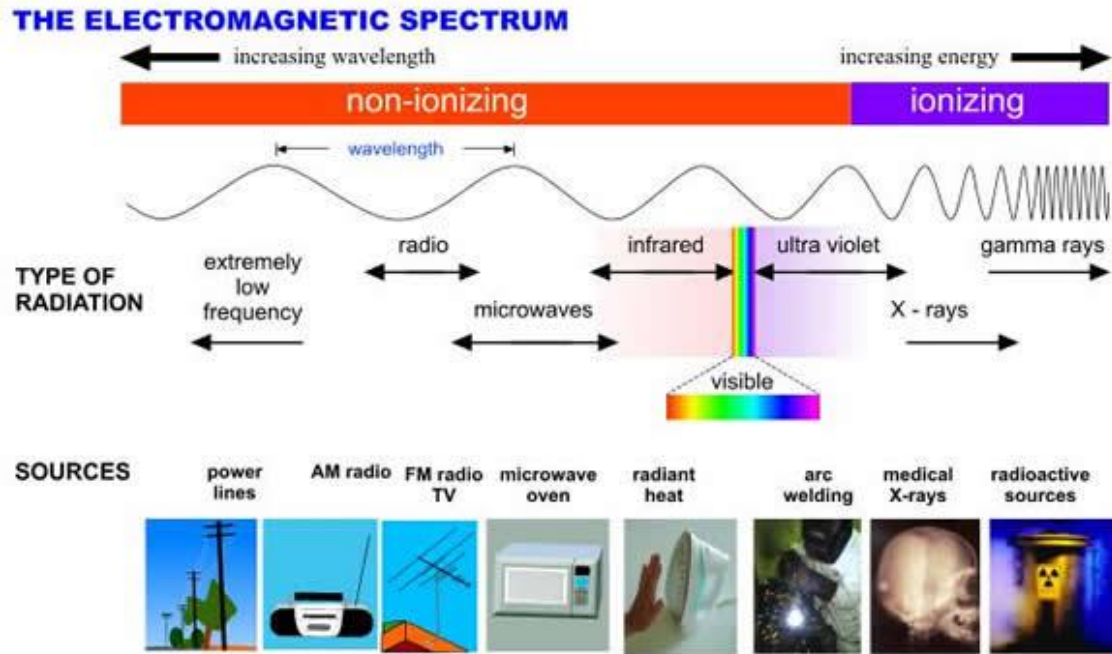 THE ELECTROMAGNETIC SPECTRUM
increasing wavelength
increasing energy
non-ionizing
ionizing
wavelength
TYPE OF
RADIATION
extremely
low
frequency
radio
microwaves
infrared
visible
ultra violet
X - rays
gamma rays
SOURCES
power
lines
AM radio
FM radio
TV
microwave
oven
radiant
heat
arc
welding
medical
X-rays
radioactive
sources